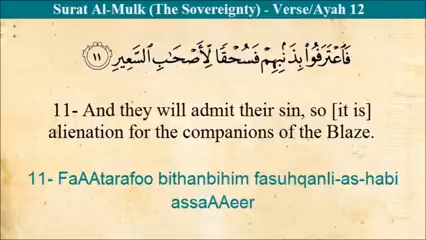 Surat Al-Mulk (The Sovereignty) - Verse/Ayah 12
فَٱعْتَرَفُوا۟ بِذَنۢبِهِمْ فَسُحْقًا لِّأَصْحَٰبِ ٱلسَّعِيرِ ١١
11- And they will admit their sin, so [it is]
alienation for the companions of the Blaze.
11- FaAAtarafoo bithanbihim fasuhqanli-as-habi
assaAAeer